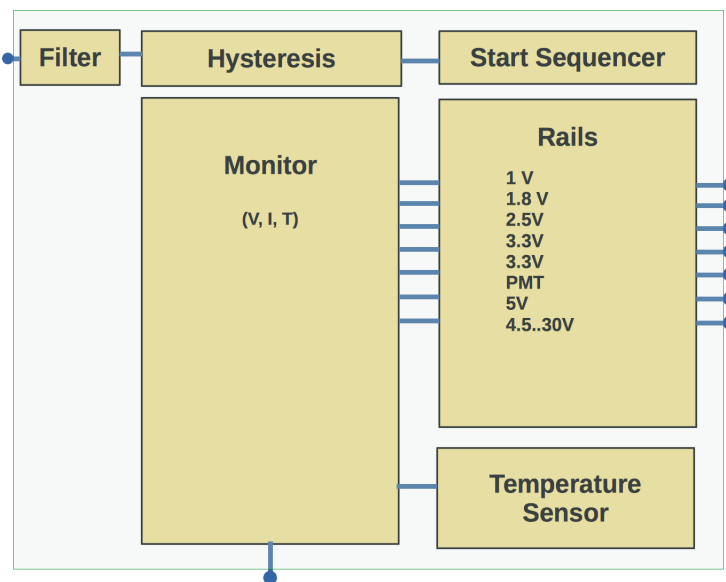 Filter
Hysteresis
Start Sequencer
Monitor
(V, I, T)
Rails
1 V
1.8 V
2.5V
3.3V
3.3V
PMT
5V
4.5..30V
Temperature
Sensor